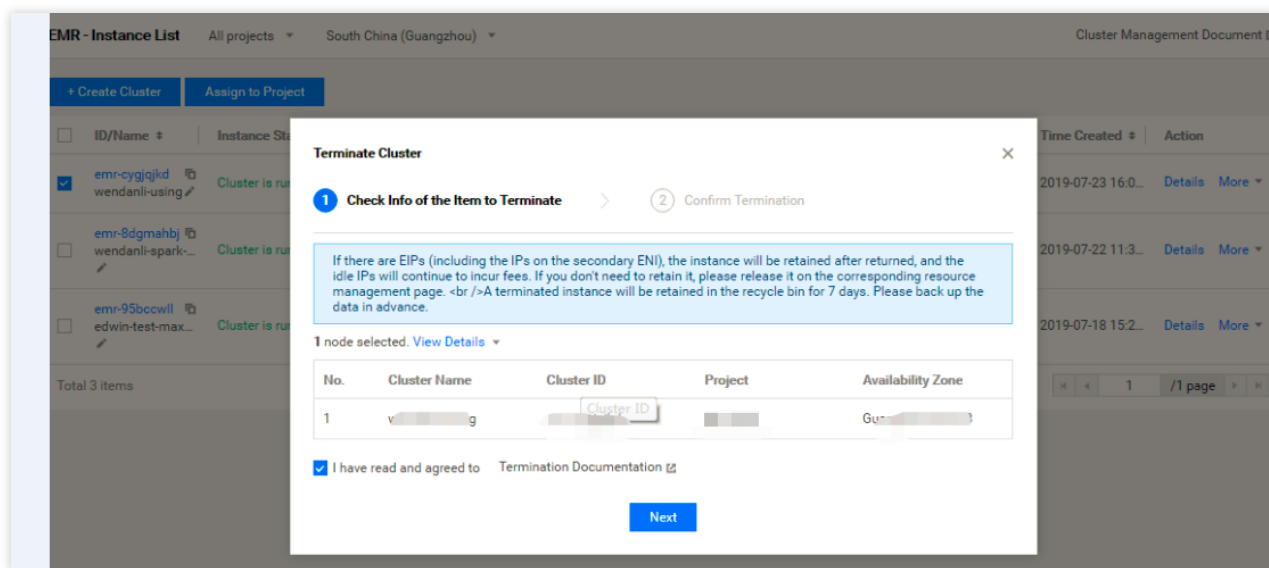 EMR - Instance List All projects South China (Guangzhou) Cluster Management Document
+ Create Cluster Assign to Project
ID/Name Instance Time Created Action
emr-cygjqjkd
wendanli-using
Cluster is 2019-07-23 16:0... Details More
emr-8dgmahbj
wendanli-spark-...
Cluster is 2019-07-22 11:3... Details More
emr-95bccwll
edwin-test-max...
Cluster is 2019-07-18 15:2... Details More
Total 3 items 1 /1 page
Terminate Cluster
1 Check Info of the Item to Terminate 2 Confirm Termination
If there are EIPs (including the IPs on the secondary ENI), the instance will be retained after returned, and the
idle IPs will continue to incur fees. If you don't need to retain it, please release it on the corresponding resource
management page. <br />A terminated instance will be retained in the recycle bin for 7 days. Please back up the
data in advance.
1 node selected. View Details
No. Cluster Name Cluster ID Project Availability Zone
Cluster ID
1
I have read and agreed to Termination Documentation
Next